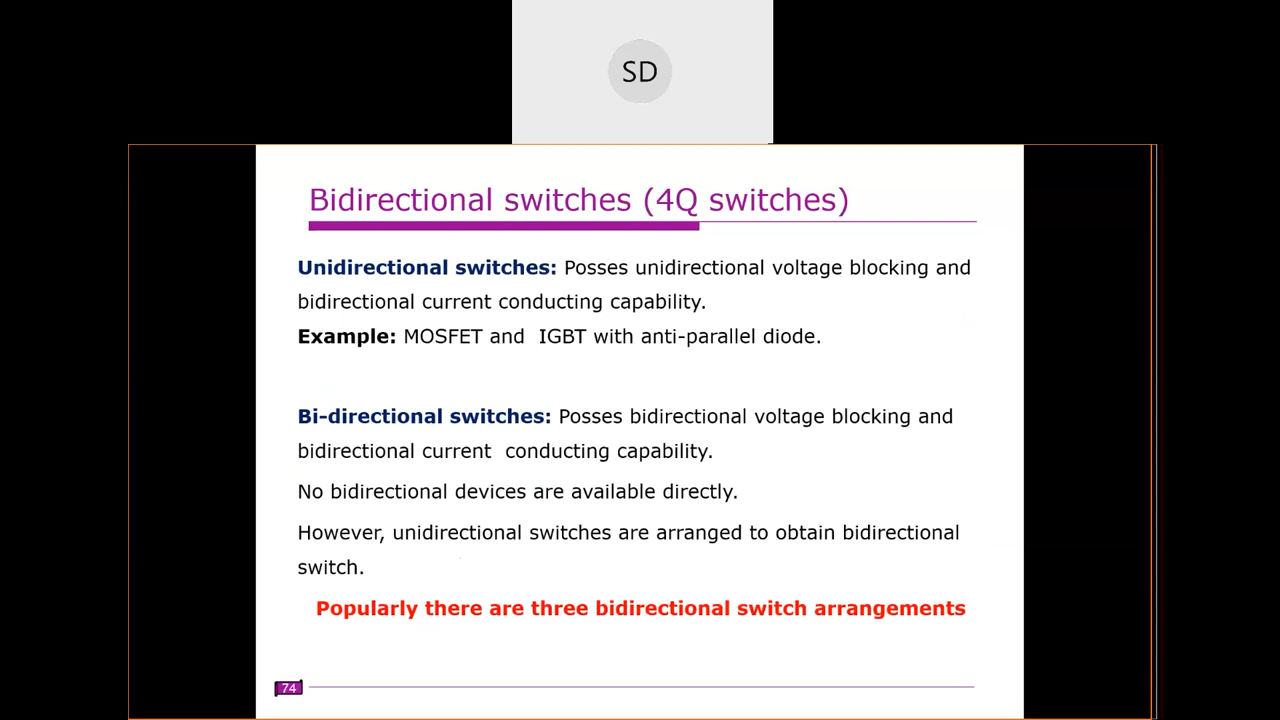 SD
Bidirectional switches (4Q switches)
Unidirectional switches: Posses unidirectional voltage blocking and
bidirectional current conducting capability.
Example: MOSFET and IGBT with anti-parallel diode.
Bi-directional switches: Posses bidirectional voltage blocking and
bidirectional current conducting capability.
No bidirectional devices are available directly.
However, unidirectional switches are arranged to obtain bidirectional
switch.
Popularly there are three bidirectional switch arrangements
74